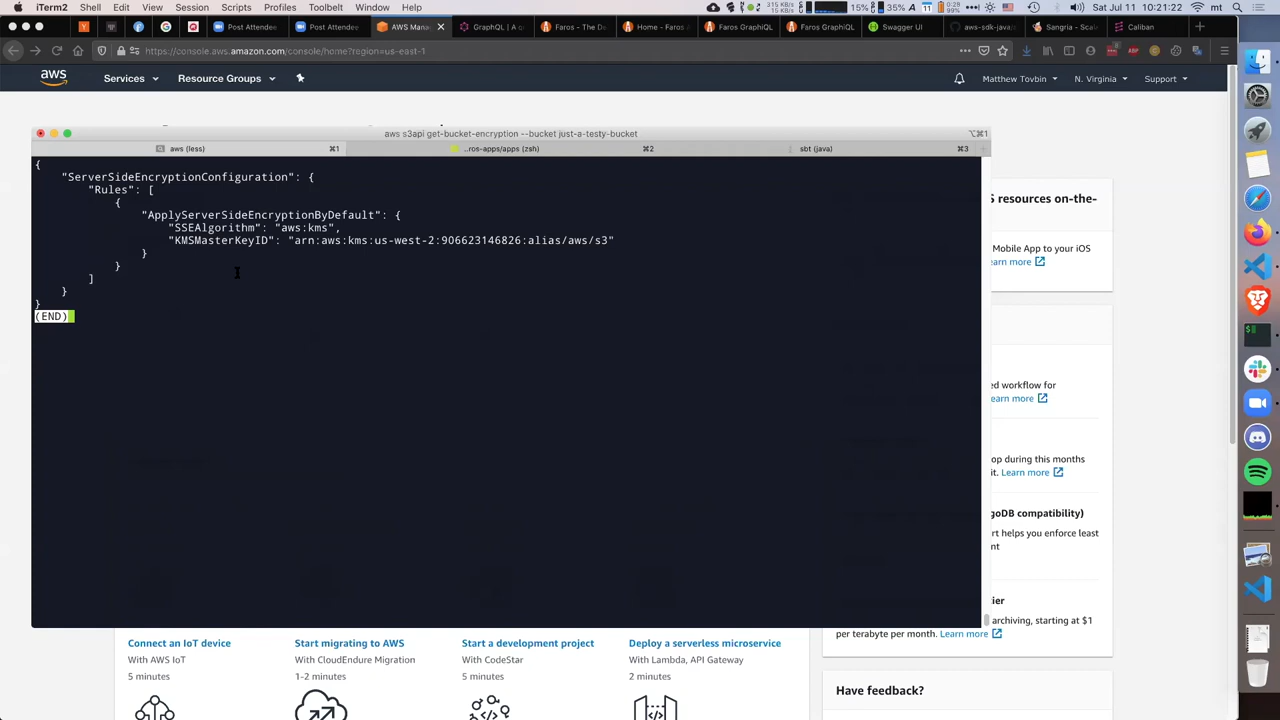 iTerm2 Shell Edit View Session Scripts Profiles Toolbelt Window Help
Sat Jul 11 10:21:22 mt
Post Attendee
Post Attendee
AWS Mana
GraphQL | A q
Faros - The De
Home - Faros A
Faros GraphQL
Faros GraphQL
Swagger UI
aws-sdk-java
Sangria - Scala
Caliban
https://console.aws.amazon.com/console/home?region=us-east-1
aws Services Resource Groups Matthew Tovbin N. Virginia Support
aws s3api get-bucket-encryption --bucket just-a-testy-bucket ⌥⌘1
aws (less) ⌘1 ..ros-apps/apps (zsh) ⌘2 sbt (java) ⌘3
{
"ServerSideEncryptionConfiguration": {
"Rules": [
{
"ApplyServerSideEncryptionByDefault": {
"SSEAlgorithm": "aws:kms",
"KMSMasterKeyID": "arn:aws:kms:us-west-2:906623146826:alias/aws/s3"
}
}
]
}
}
(END)
S resources on-the-
Mobile App to your iOS
earn more
ed workflow for
earn more
op during this months
it. Learn more
goDB compatibility)
rt helps you enforce least
nt
ier
archiving, starting at $1
per terabyte per month. Learn more
Have feedback?
Connect an IoT device
With AWS IoT
5 minutes
Start migrating to AWS
With CloudEndure Migration
1-2 minutes
Start a development project
With CodeStar
5 minutes
Deploy a serverless microservice
With Lambda, API Gateway
2 minutes